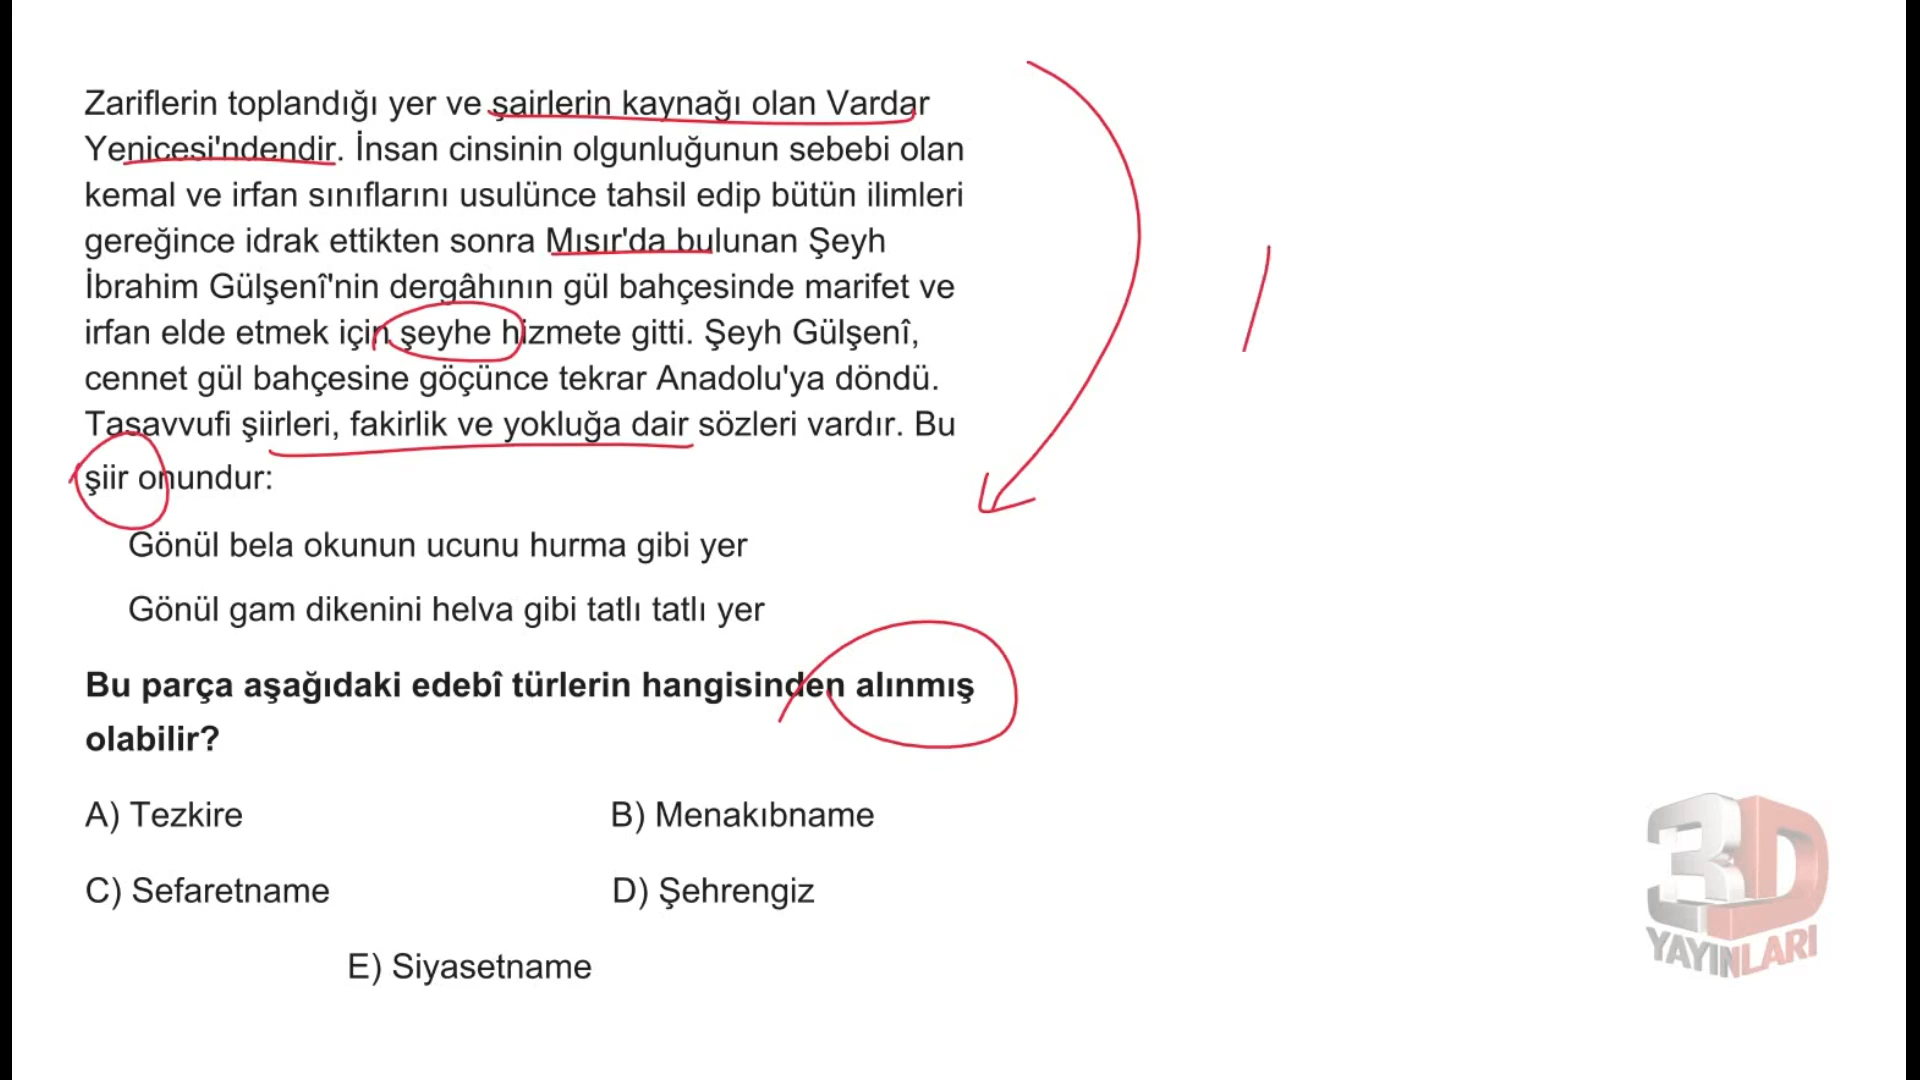 Zariflerin toplandığı yer ve şairlerin kaynağı olan Vardar
Yenicesi'ndendir. İnsan cinsinin olgunluğunun sebebi olan
kemal ve irfan sınıflarını usulünce tahsil edip bütün ilimleri
gereğince idrak ettikten sonra Mısır'da bulunan Şeyh
İbrahim Gülşenî'nin dergâhının gül bahçesinde marifet ve
irfan elde etmek için şeyhe hizmete gitti. Şeyh Gülşenî,
cennet gül bahçesine göçünce tekrar Anadolu'ya döndü.
Tasavvufi şiirleri, fakirlik ve yokluğa dair sözleri vardır. Bu
şiir onundur:
Gönül bela okunun ucunu hurma gibi yer
Gönül gam dikenini helva gibi tatlı tatlı yer
Bu parça aşağıdaki edebî türlerin hangisinden alınmış
olabilir?
A) Tezkire B) Menakıbname
C) Sefaretname D) Şehrengiz
E) Siyasetname
3D
YAYINLARI